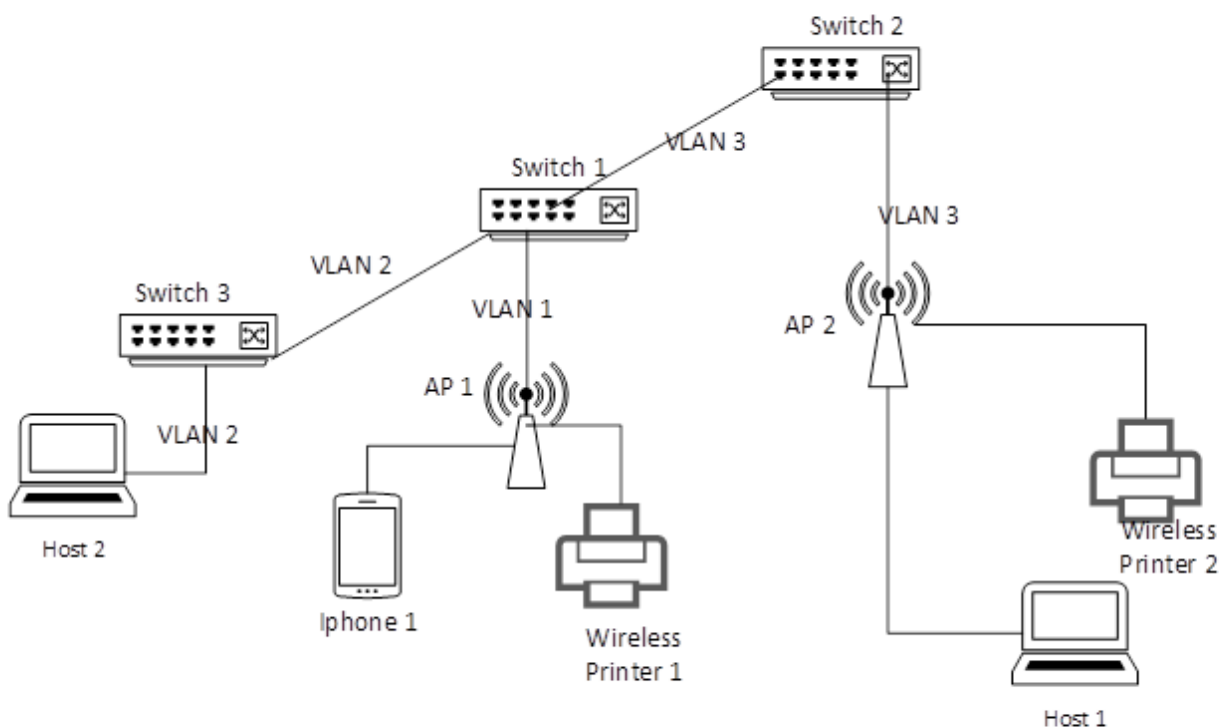 Switch 2
VLAN 3
Switch 1
VLAN 3
VLAN 2
Switch 3
VLAN 1
AP 2
AP 1
VLAN 2
Wireless
Printer 2
Host 2
Iphone 1
Wireless
Printer 1
Host 1